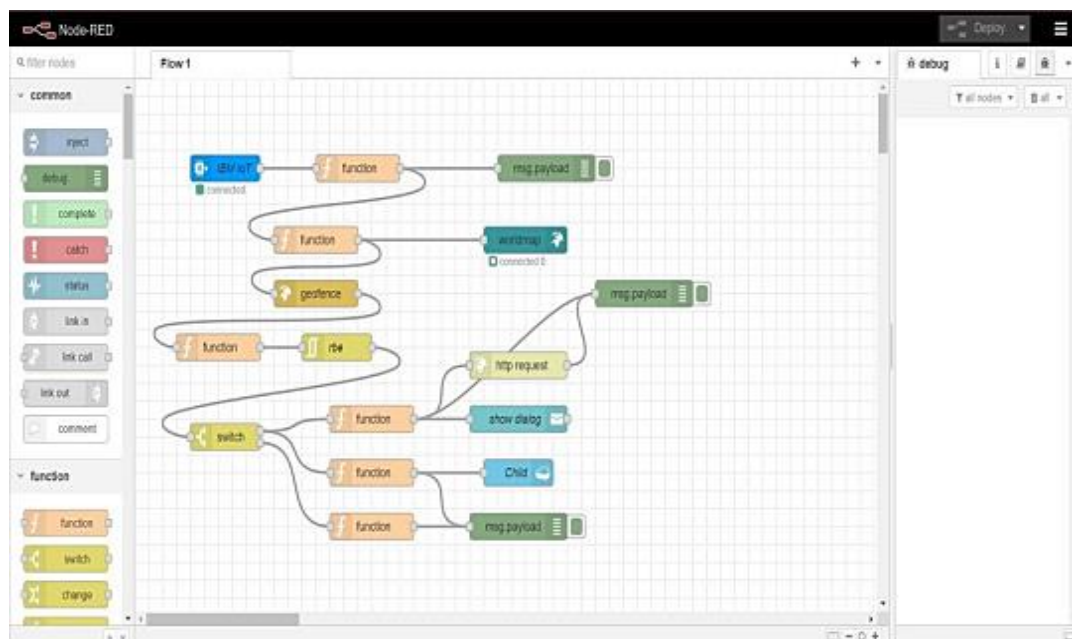 Node-RED
Deploy
filter nodes
Flow 1
debug
i
all nodes
all
common
inject
debug
complete
catch
status
link in
link call
link out
comment
function
function
switch
change
IBM IoT
connected
function
msg.payload
function
worldmap
connected 0
geofence
msg.payload
function
rbe
http request
function
show dialog
switch
function
Child
function
msg.payload